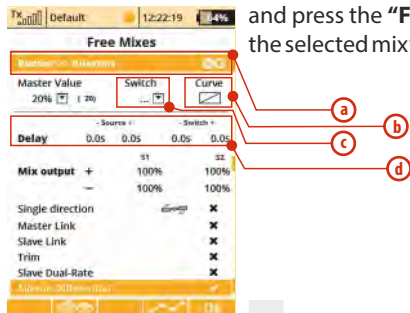 Tx Default 12:22:19 64%
Free Mixes
Master Value Switch Curve
20% ( 20) ...
- Source + - Switch +
Delay 0.0s 0.0s 0.0s 0.0s
S1 S2
Mix output + 100% 100%
— 100% 100%
Single direction ✖
Master Link ✖
Slave Link ✖
Trim ✖
Slave Dual-Rate ✖
and press the "F
the selected mix
a
b
c
d